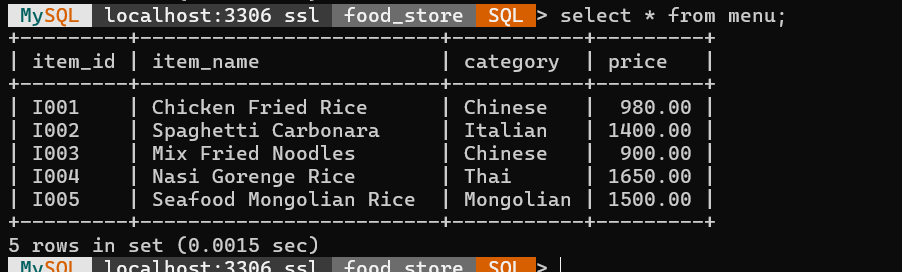 MySQL localhost:3306 ssl food_store SQL > select * from menu;
+---------+-----------------------+-----------+---------+
| item_id | item_name             | category  | price   |
+---------+-----------------------+-----------+---------+
| I001    | Chicken Fried Rice    | Chinese   |  980.00 |
| I002    | Spaghetti Carbonara   | Italian   | 1400.00 |
| I003    | Mix Fried Noodles     | Chinese   |  900.00 |
| I004    | Nasi Gorenge Rice     | Thai      | 1650.00 |
| I005    | Seafood Mongolian Rice | Mongolian | 1500.00 |
+---------+-----------------------+-----------+---------+
5 rows in set (0.0015 sec)
MySQL localhost:3306 ssl food_store SQL >